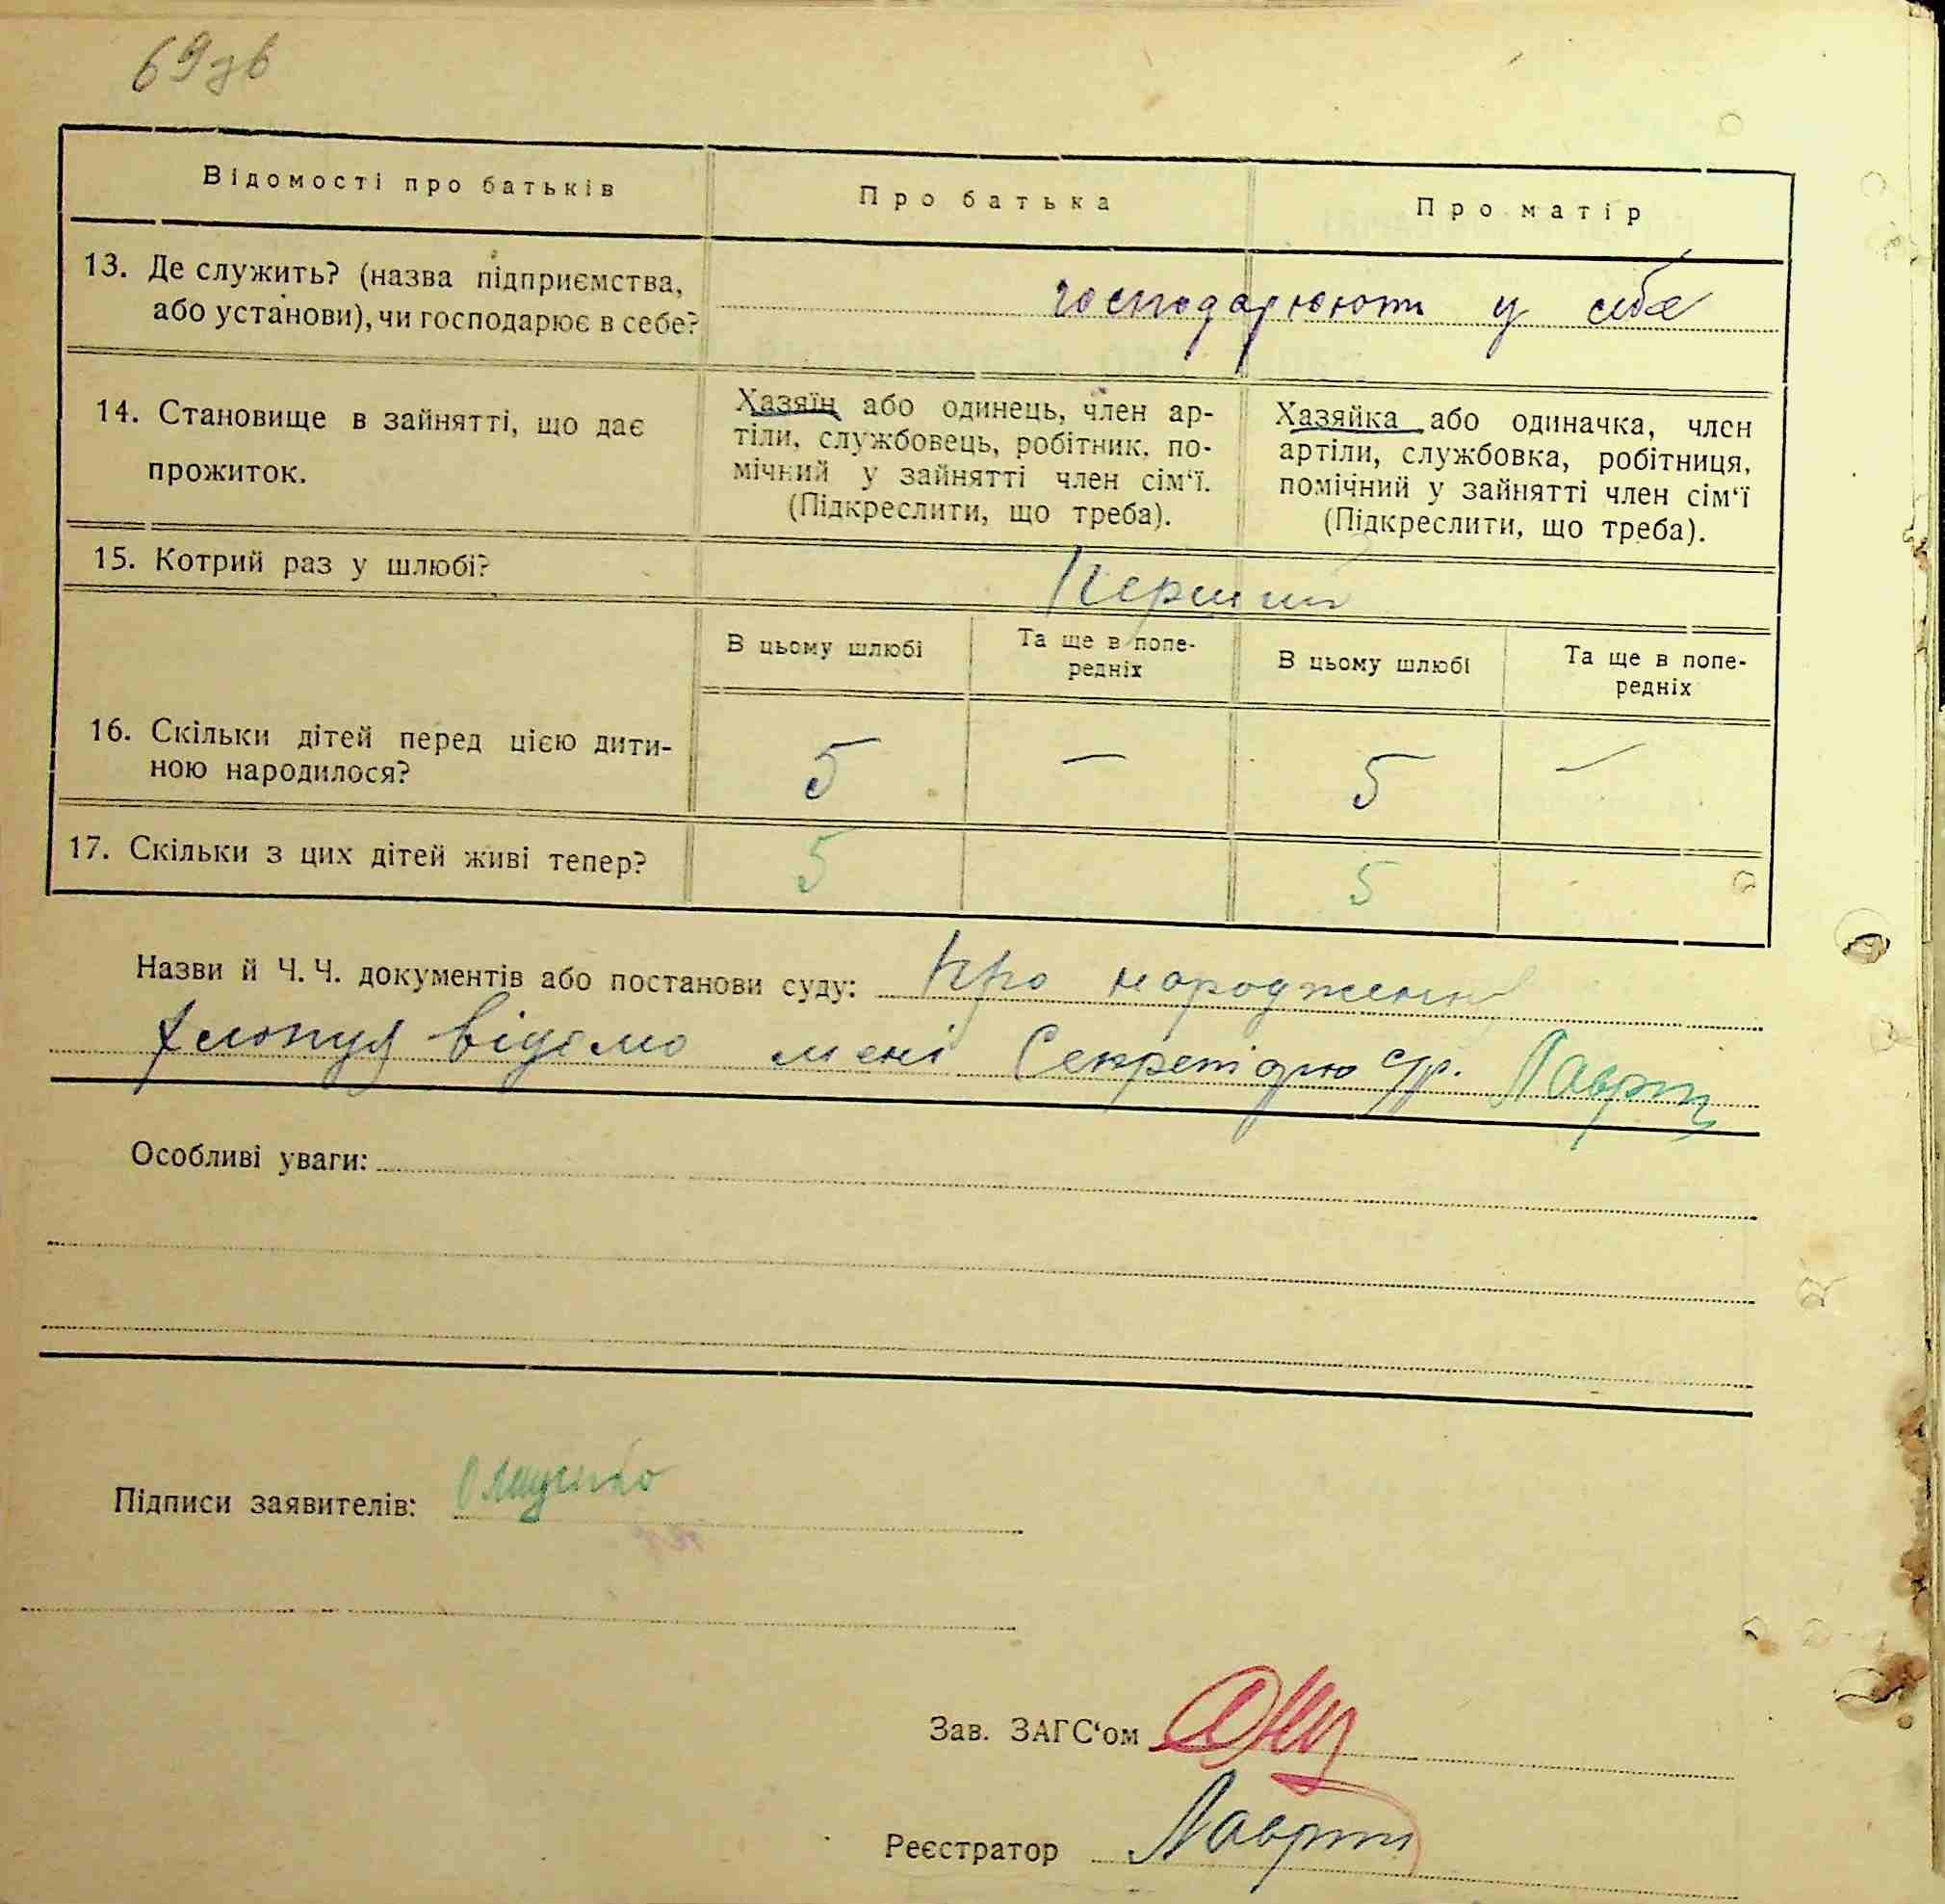 69зв
Відомості про батьків
Про батька
Про матір
13. Де служить? (назва підприємства,
або установи), чи господарює в себе?
господарюють у себе
14. Становище в зайнятті, що дає
прожиток.
Хазяїн або одинець, член ар-
тіли, службовець, робітник, по-
мічний у зайнятті член сім‘ї.
(Підкреслити, що треба).
Хазяйка або одиначка, член
артіли, службовка, робітниця,
помічний у зайнятті член сім‘ї
(Підкреслити, що треба).
15. Котрий раз у шлюбі?
Перший
В цьому шлюбі
Та ще в попе-
редніх
В цьому шлюбі
Та ще в попе-
редніх
16. Скільки дітей перед цією дити-
ною народилося?
5 — 5 —
17. Скільки з цих дітей живі тепер?
5 5
Назви й Ч. Ч. документів або постанови суду: Про народження
хлопця відомо мені Секретарю с/р.
Особливі уваги:
Підписи заявителів:
Зав. ЗАГС‘ом
Реєстратор